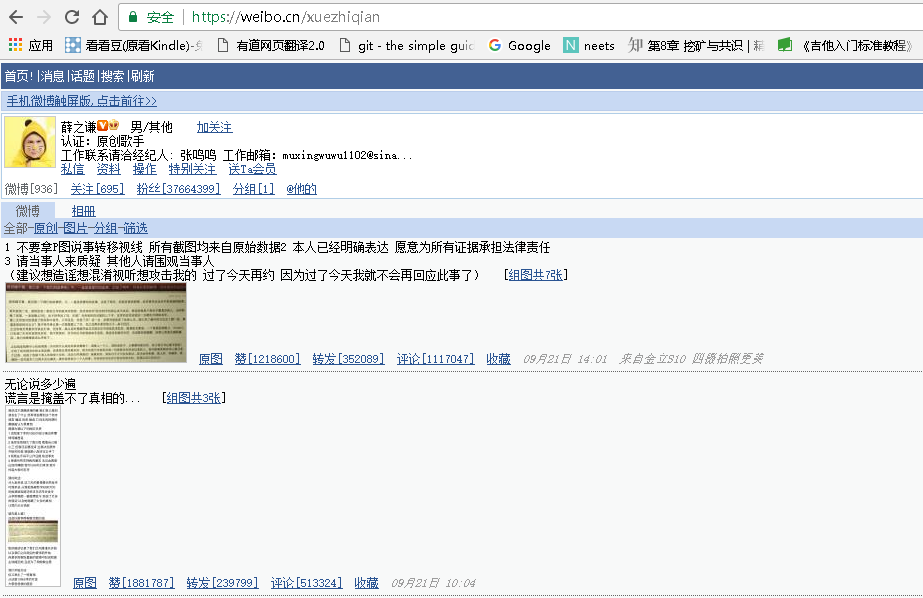 安全 | https://weibo.cn/xuezhiqian
应用 看看豆(原看Kindle)- 有道网页翻译2.0 git - the simple guid Google neets 第8章 挖矿与共识 | 精 《吉他入门标准教程》
首页!|消息|话题|搜索|刷新
手机微博触屏版,点击前往>>
薛之谦 男/其他 加关注
认证：原创歌手
工作联系请洽经纪人：张鸣鸣 工作邮箱：muxingwuwu1102@sina...
私信 资料 操作 特别关注 送Ta会员
微博[936] 关注[695] 粉丝[37664399] 分组[1] @他的
微博 相册
全部-原创-图片-分组-筛选
1 不要拿P图说事转移视线 所有截图均来自原始数据2 本人已经明确表达 愿意为所有证据承担法律责任
3 请当事人来质疑 其他人请围观当事人
（建议想造谣想混淆视听想攻击我的 过了今天再约 因为过了今天我就不会再回应此事了） [组图共7张]
原图 赞[1218600] 转发[352089] 评论[1117047] 收藏 09月21日 14:01 来自金立S10 四摄拍照更美
无论说多少遍
谎言是掩盖不了真相的... [组图共3张]
原图 赞[1881787] 转发[239799] 评论[513324] 收藏 09月21日 10:04